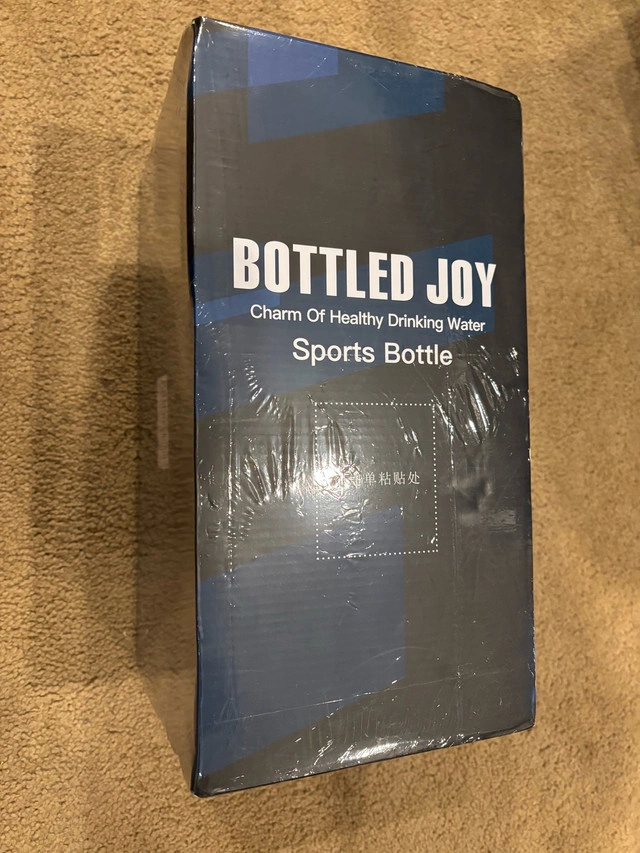 BOTTLED JOY
Charm Of Healthy Drinking Water
Sports Bottle
单粘贴处